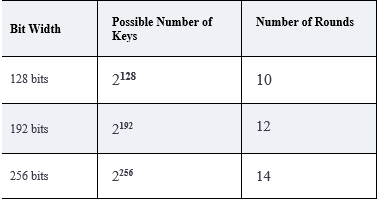 Bit Width
Possible Number of
Keys
Number of Rounds
128 bits
2¹²⁸
10
192 bits
2¹⁹²
12
256 bits
2²⁵⁶
14